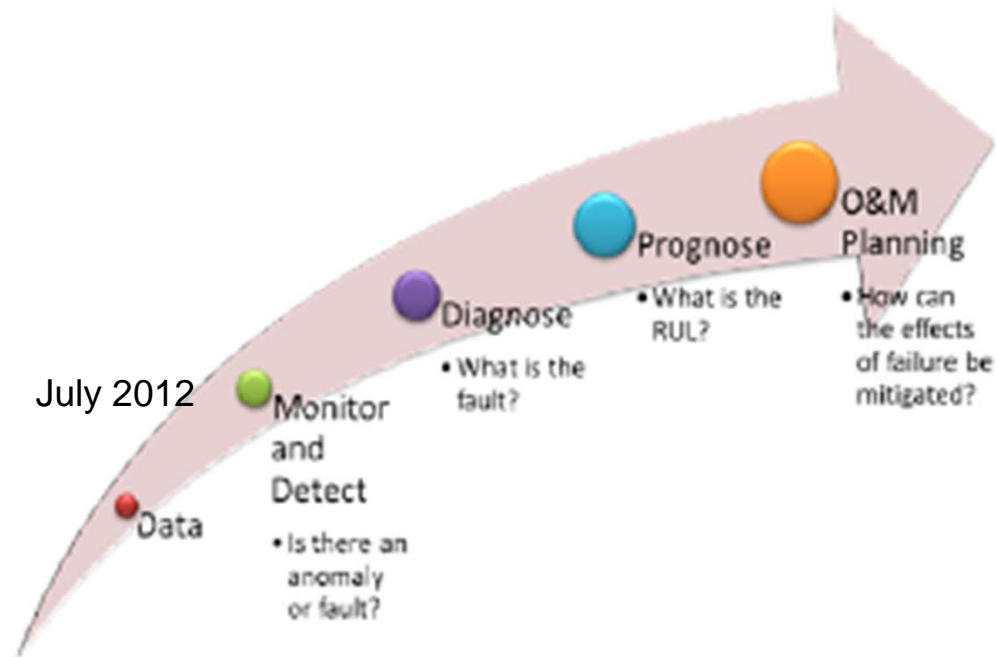 July 2012
Data
Monitor
and
Detect
• Is there an
anomaly
or fault?
Diagnose
• What is the
fault?
Prognose
• What is the
RUL?
O&M
Planning
• How can
the effects
of failure be
mitigated?